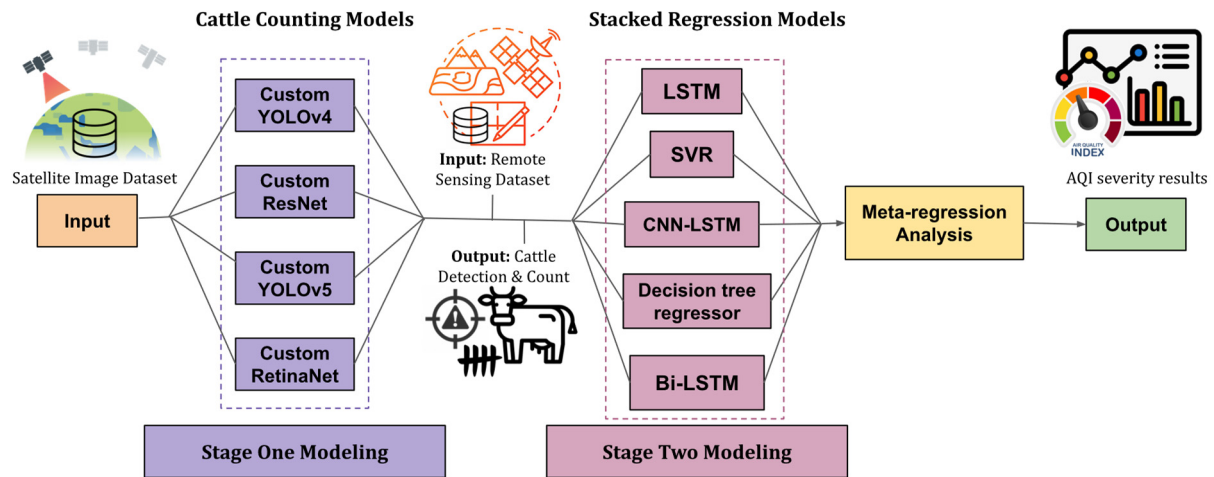 Cattle Counting Models
Stacked Regression Models
Satellite Image Dataset
Input
Custom
YOLOv4
Custom
ResNet
Custom
YOLOv5
Custom
RetinaNet
Stage One Modeling
Input: Remote
Sensing Dataset
Output: Cattle
Detection & Count
LSTM
SVR
CNN-LSTM
Decision tree
regressor
Bi-LSTM
Stage Two Modeling
Meta-regression
Analysis
AIR QUALITY
INDEX
AQI severity results
Output